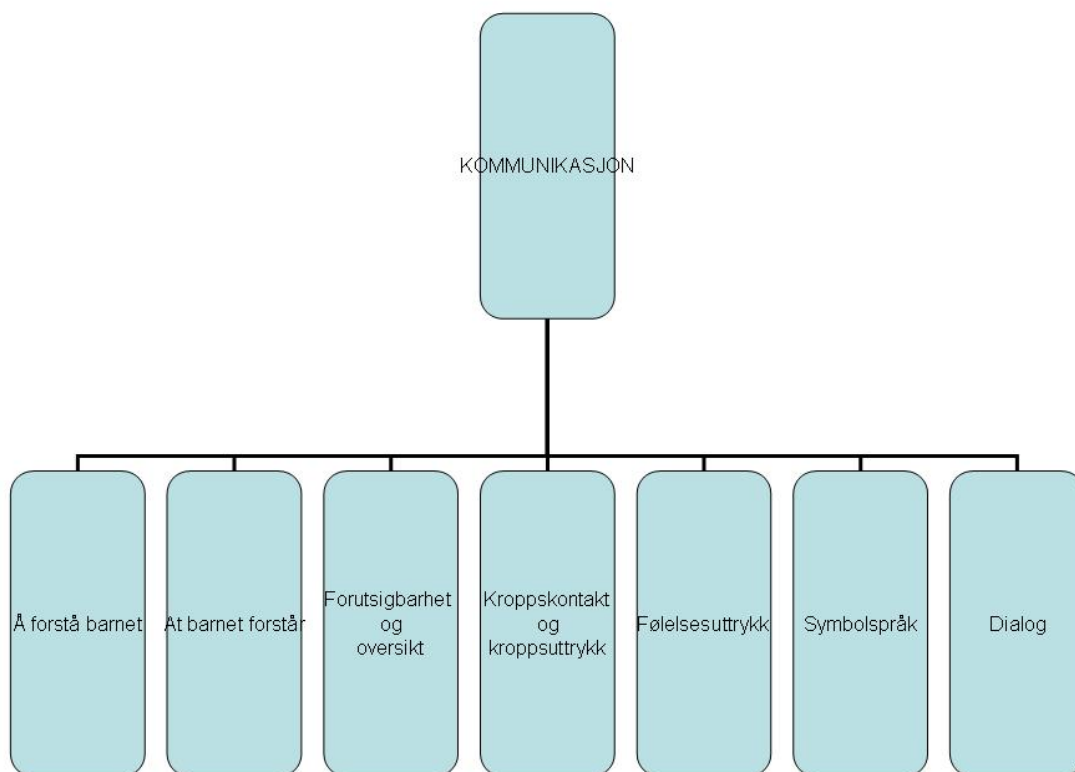 KOMMUNIKASJON
Å forstå barnet
At barnet forstår
Forutsigbarhet
og
oversikt
Kroppskontakt
og
kroppsuttrykk
Følelsesuttrykk
Symbolspråk
Dialog